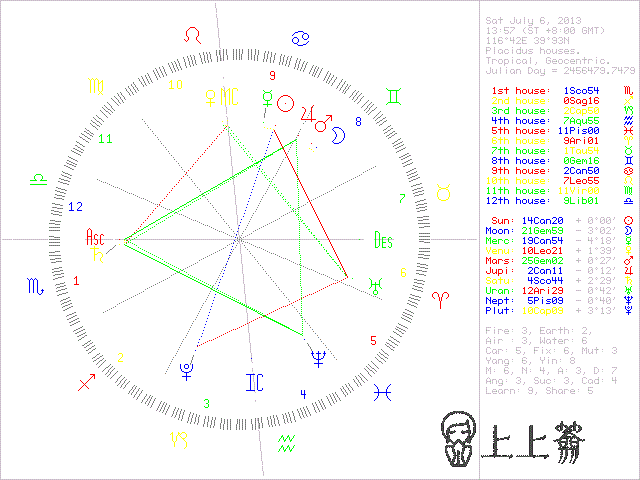 Sat July 6, 2013
13:57 (ST +8:00 GMT)
116°42E 39°93N
Placidus houses.
Tropical, Geocentric.
Julian Day = 2456479.7479
1st house: 1Sco54 ♏
2nd house: 0Sag16 ♐
3rd house: 2Cap50 ♑
4th house: 7Aqu55 ♒
5th house: 11Pis00 ♓
6th house: 9Ari01 ♈
7th house: 1Tau54 ♉
8th house: 0Gem16 ♊
9th house: 2Can50 ♋
10th house: 7Leo55 ♌
11th house: 11Vir00 ♍
12th house: 9Lib01 ♎
Sun: 14Can20 + 0°00'
Moon: 21Gem59 - 3°02'
Merc: 19Can54 - 4°18'
Venu: 10Leo21 + 1°39'
Mars: 25Gem02 + 0°27'
Jupi: 2Can11 - 0°12'
Satu: 4Sco44 + 2°29'
Uran: 12Ari29 - 0°42'
Nept: 5Pis09 - 0°40'
Plut: 10Cap03 + 3°13'
Fire: 3, Earth: 2,
Air : 3, Water: 6
Car: 5, Fix: 6, Mut: 3
Yang: 6, Yin: 8
M: 6, N: 4, A: 3, D: 7
Ang: 3, Suc: 3, Cad: 4
Learn: 9, Share: 5
MC
9
10
8
11
7
12
Asc
Des
6
1
5
2
IC
4
3
上上籤